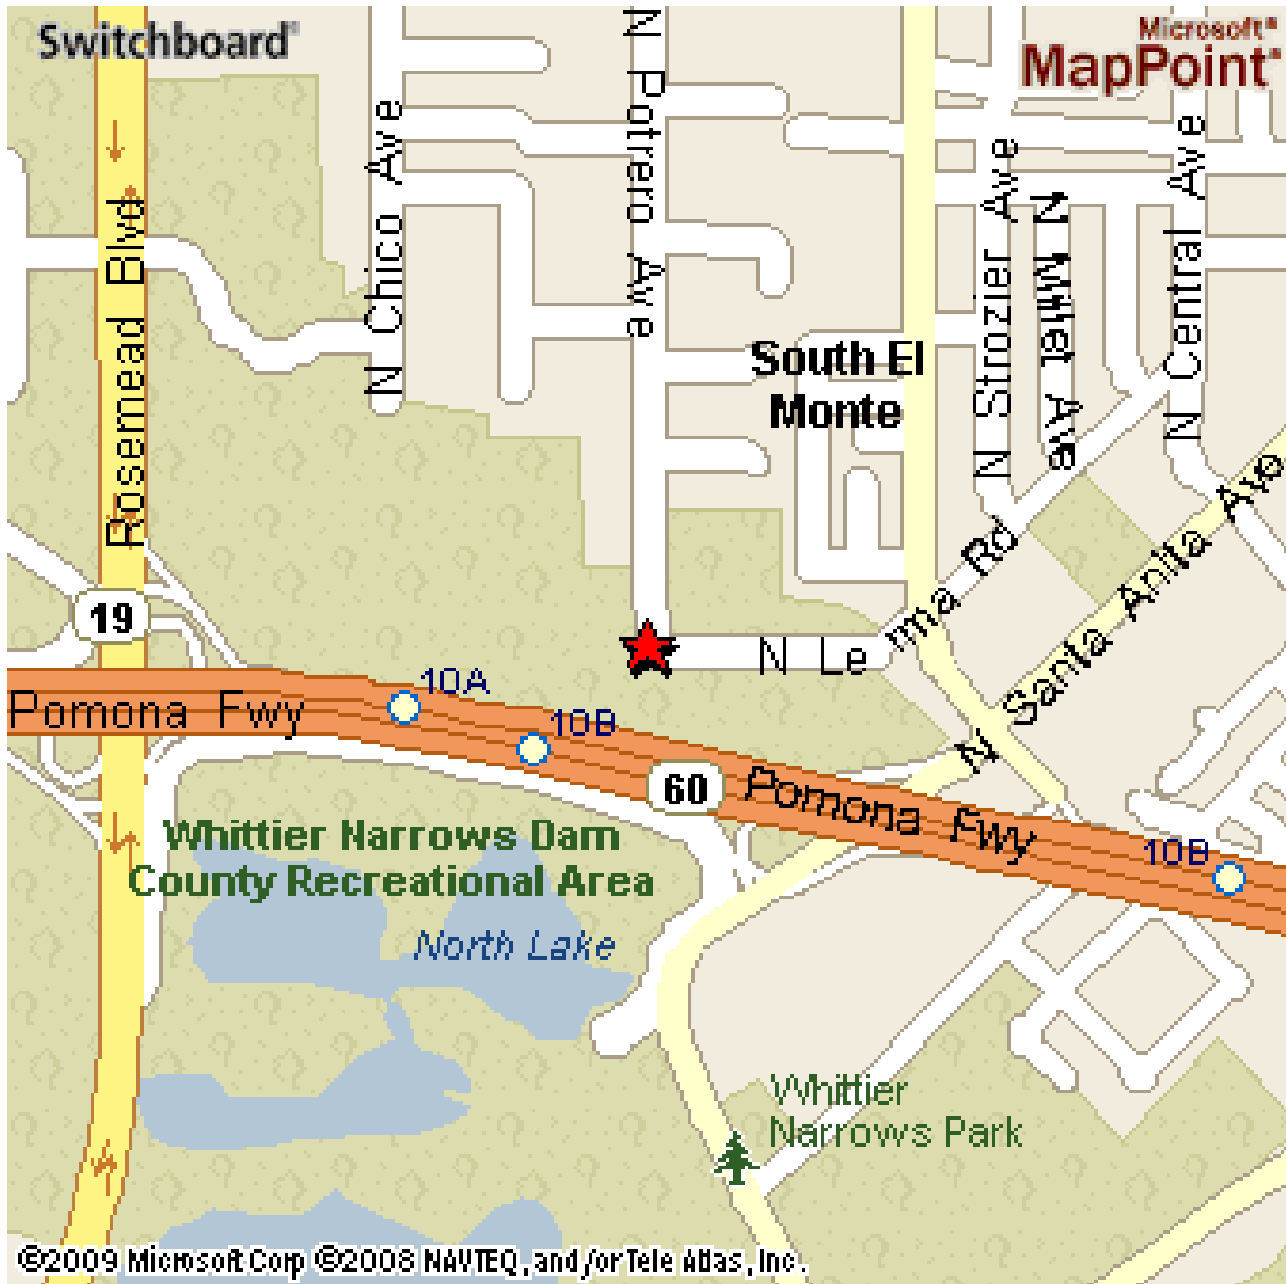 Switchboard®
Microsoft®
MapPoint®
N Potrero Ave
N Chico Ave
Rosemead Blvd
N Strozier Ave
N Millet Ave
N Central Ave
South El
Monte
N Lerma Rd
N Santa Anita Ave
19
10A
10B
Pomona Fwy
60
Pomona Fwy
10B
Whittier Narrows Dam
County Recreational Area
North Lake
Whittier
Narrows Park
©2009 Microsoft Corp ©2008 NAVTEQ, and/or Tele Atlas, Inc.